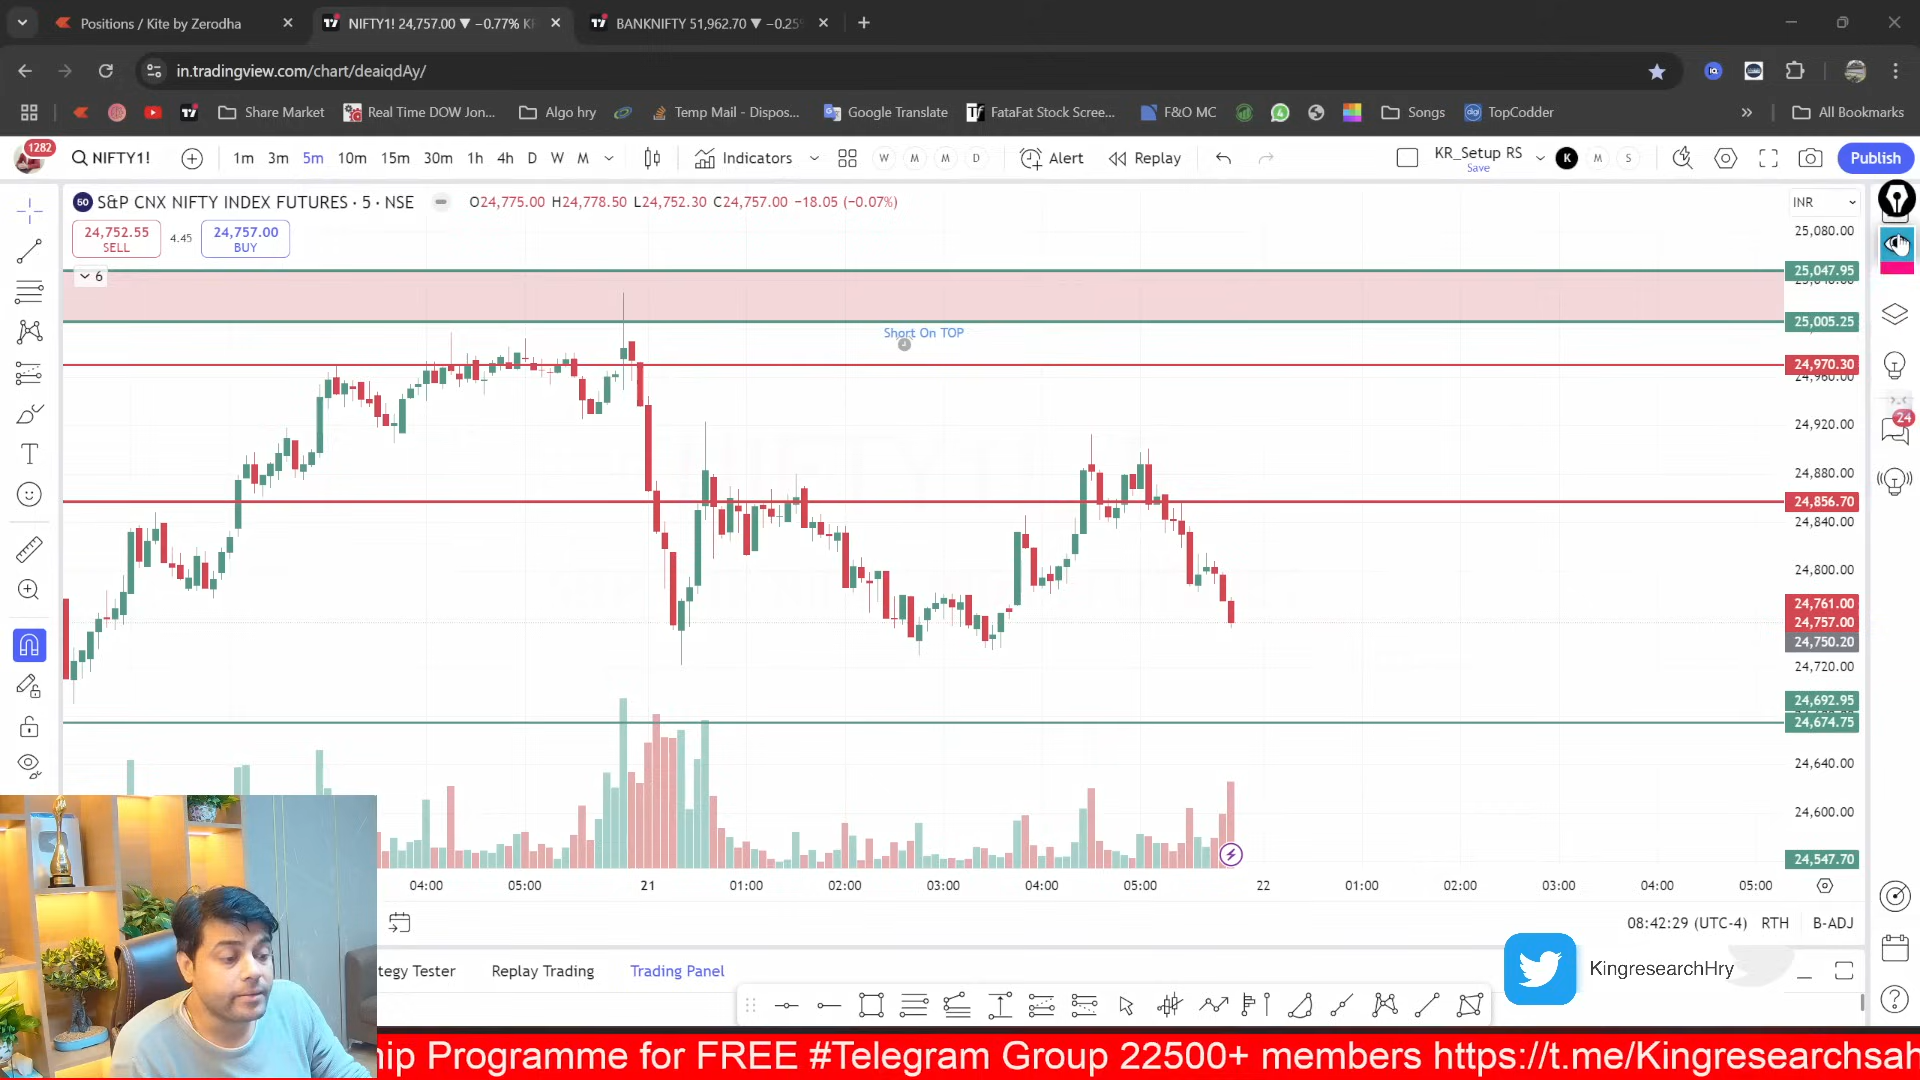 Positions / Kite by Zerodha
NIFTY1! 24,757.00 ▼ −0.77%
BANKNIFTY 51,962.70 ▼ −0.25
in.tradingview.com/chart/deaiqdAy/
Share Market
Real Time DOW Jon...
Algo hry
Temp Mail - Dispos...
Google Translate
FataFat Stock Scree...
F&O MC
Songs
TopCoder
»
All Bookmarks
1282
NIFTY1!
1m 3m 5m 10m 15m 30m 1h 4h D W M
Indicators
W M M D
Alert
Replay
KR_Setup RS
Save
K M S
Publish
50 S&P CNX NIFTY INDEX FUTURES · 5 · NSE
O24,775.00 H24,778.50 L24,752.30 C24,757.00 −18.05 (−0.07%)
INR
24,752.55
SELL
4.45
24,757.00
BUY
6
Short On TOP
25,080.00
25,047.95
25,005.25
24,970.30
24,960.00
24,920.00
24,880.00
24,856.70
24,840.00
24,800.00
24,761.00
24,757.00
24,750.20
24,720.00
24,692.95
24,674.75
24,640.00
24,600.00
24,547.70
24
04:00 05:00 21 01:00 02:00 03:00 04:00 05:00 22 01:00 02:00 03:00 04:00 05:00
08:42:29 (UTC-4) RTH B-ADJ
tegy Tester
Replay Trading
Trading Panel
KingresearchHry
ip Programme for FREE #Telegram Group 22500+ members https://t.me/Kingresearchsah